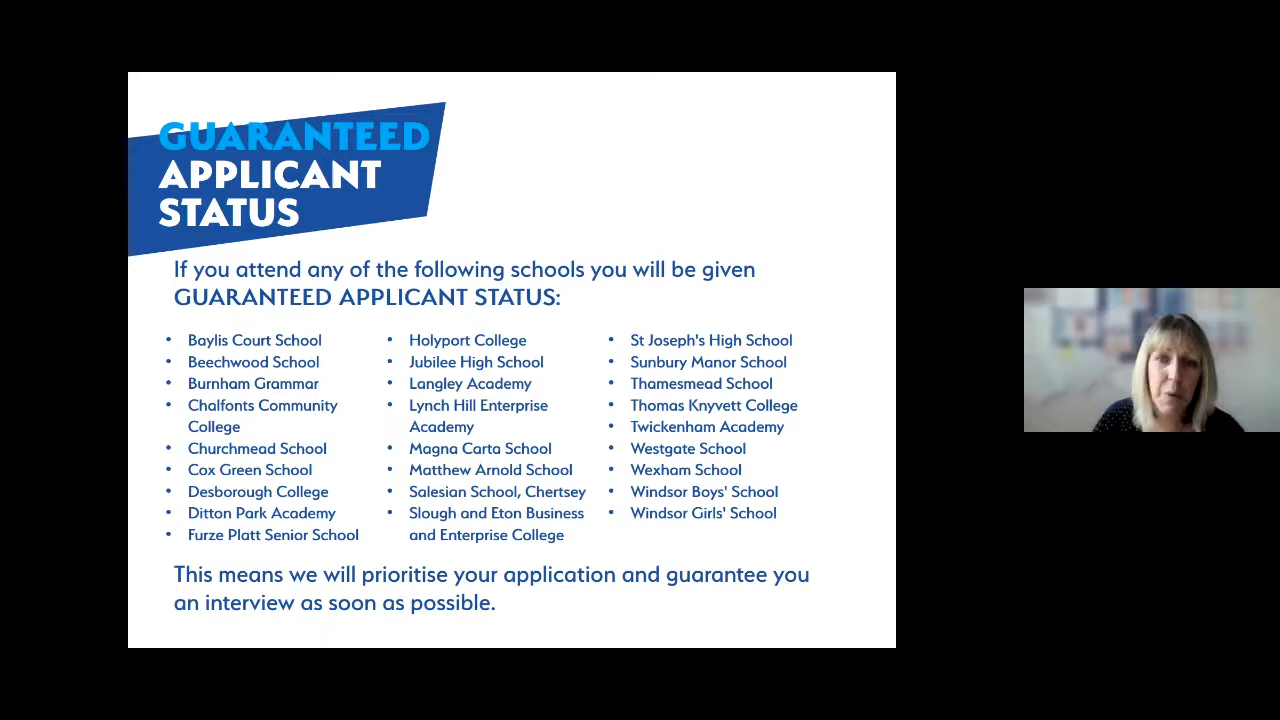 GUARANTEED
APPLICANT
STATUS
If you attend any of the following schools you will be given
GUARANTEED APPLICANT STATUS:
• Baylis Court School
• Beechwood School
• Burnham Grammar
• Chalfonts Community
College
• Churchmead School
• Cox Green School
• Desborough College
• Ditton Park Academy
• Furze Platt Senior School
• Holyport College
• Jubilee High School
• Langley Academy
• Lynch Hill Enterprise
Academy
• Magna Carta School
• Matthew Arnold School
• Salesian School, Chertsey
• Slough and Eton Business
and Enterprise College
• St Joseph's High School
• Sunbury Manor School
• Thamesmead School
• Thomas Knyvett College
• Twickenham Academy
• Westgate School
• Wexham School
• Windsor Boys' School
• Windsor Girls' School
This means we will prioritise your application and guarantee you
an interview as soon as possible.